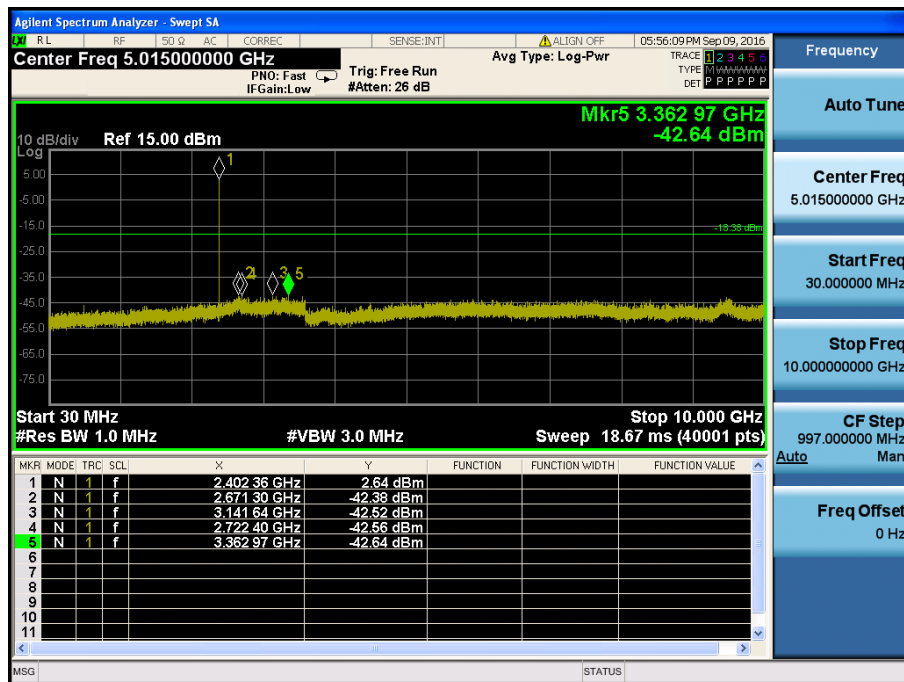 Agilent Spectrum Analyzer - Swept SA
LXI RL RF 50 Ω AC CORREC SENSE:INT ALIGN OFF 05:56:09 PM Sep 09, 2016
Center Freq 5.015000000 GHz
PNO: Fast
IFGain:Low
Trig: Free Run
#Atten: 26 dB
Avg Type: Log-Pwr
TRACE 1 2 3 4 5 6
TYPE MWWWWW
DET P P P P P P
Mkr5 3.362 97 GHz
-42.64 dBm
10 dB/div Ref 15.00 dBm
Log
5.00
-5.00
-15.0
-25.0
-35.0
-45.0
-55.0
-65.0
-75.0
1
-18.38 dBm
2 4 3 5
Start 30 MHz Stop 10.000 GHz
#Res BW 1.0 MHz #VBW 3.0 MHz Sweep 18.67 ms (40001 pts)
MKR MODE TRC SCL X Y FUNCTION FUNCTION WIDTH FUNCTION VALUE
1 N 1 f 2.402 36 GHz 2.64 dBm
2 N 1 f 2.671 30 GHz -42.38 dBm
3 N 1 f 3.141 64 GHz -42.52 dBm
4 N 1 f 2.722 40 GHz -42.56 dBm
5 N 1 f 3.362 97 GHz -42.64 dBm
6
7
8
9
10
11
MSG STATUS
Frequency
Auto Tune
Center Freq
5.015000000 GHz
Start Freq
30.000000 MHz
Stop Freq
10.000000000 GHz
CF Step
997.000000 MHz
Auto Man
Freq Offset
0 Hz